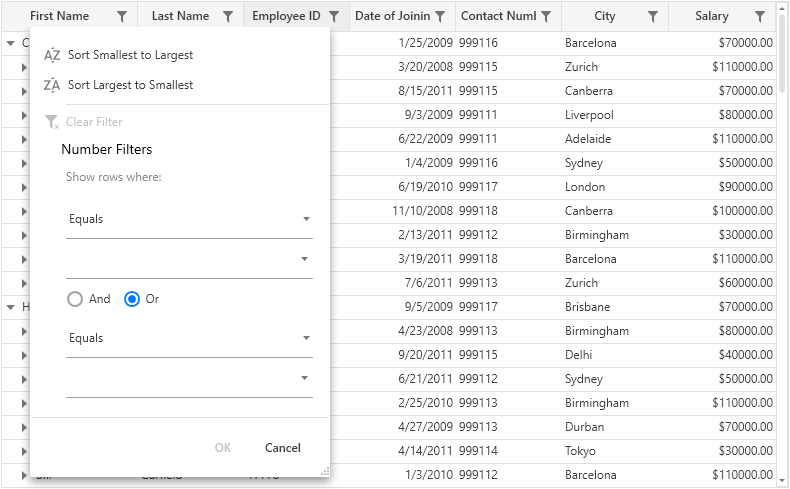 First Name Last Name Employee ID Date of Joinin Contact Numl City Salary
1/25/2009 999116 Barcelona $70000.00
Sort Smallest to Largest
3/20/2008 999115 Zurich $110000.00
Sort Largest to Smallest
8/15/2011 999115 Canberra $70000.00
9/3/2009 999111 Liverpool $80000.00
Clear Filter
6/22/2009 999111 Adelaide $110000.00
Number Filters
1/4/2009 999116 Sydney $50000.00
Show rows where:
6/19/2010 999117 London $90000.00
11/10/2008 999118 Canberra $100000.00
Equals
2/13/2011 999112 Birmingham $30000.00
3/19/2011 999118 Barcelona $110000.00
7/6/2011 999113 Zurich $60000.00
And Or
H 9/5/2009 999117 Brisbane $70000.00
4/23/2008 999113 Birmingham $80000.00
Equals
9/20/2011 999115 Delhi $40000.00
6/21/2011 999112 Sydney $50000.00
2/25/2010 999113 Birmingham $110000.00
4/27/2009 999113 Durban $70000.00
OK Cancel
4/14/2011 999114 Tokyo $30000.00
1/3/2010 999112 Barcelona $110000.00